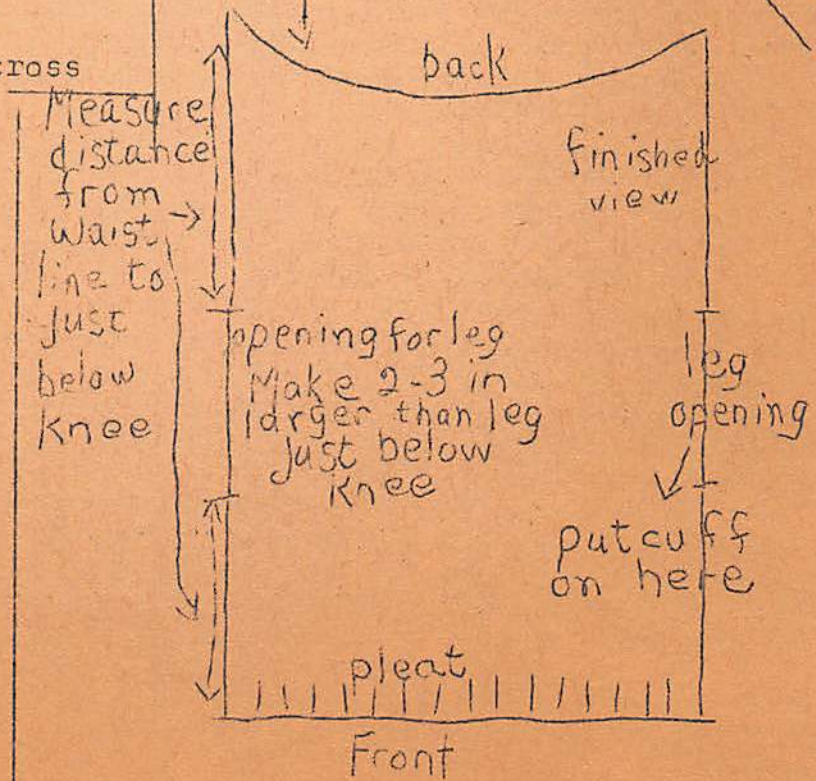 cross
back
Measure
distance
from
waist
line to
just
below
knee
finished
view
opening for leg
Make 2-3 in
larger than leg
just below
knee
leg
opening
put cuff
on here
pleat
Front